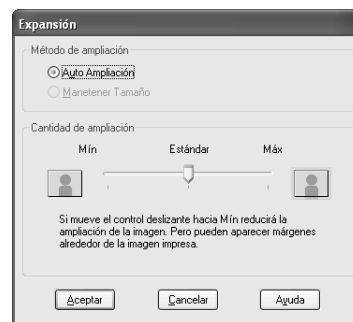 Expansión
Método de ampliación
Auto Ampliación
Manetener Tamaño
Cantidad de ampliación
Mín Estándar Máx
Si mueve el control deslizante hacia Mín reducirá la
ampliación de la imagen. Pero pueden aparecer márgenes
alrededor de la imagen impresa.
Aceptar Cancelar Ayuda